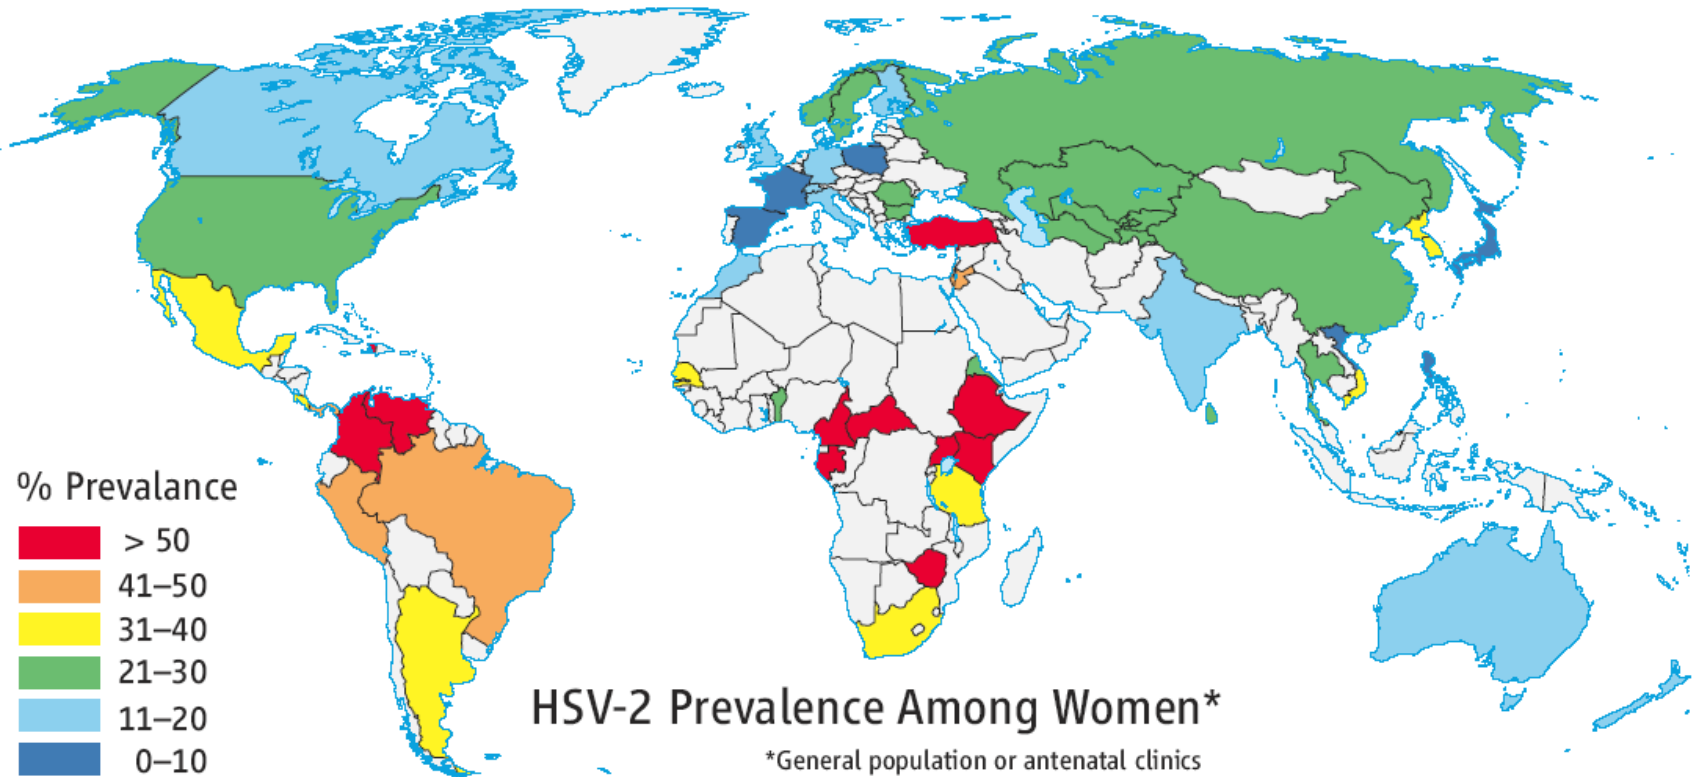 % Prevalance
> 50
41–50
31–40
21–30
11–20
0–10
HSV-2 Prevalence Among Women*
*General population or antenatal clinics